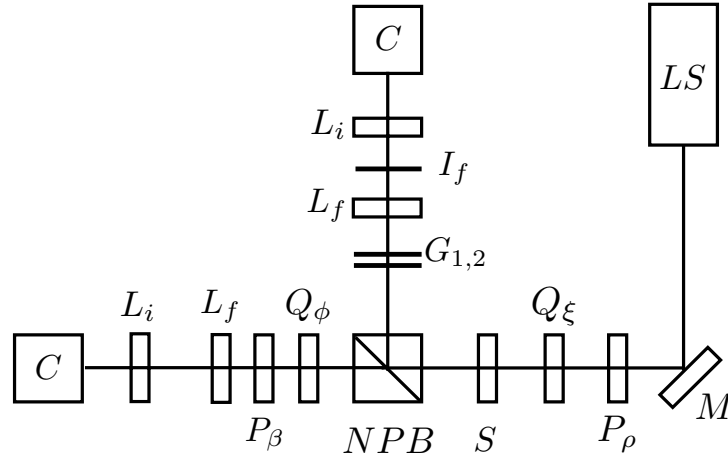 C
LS
L_i
I_f
L_f
G_{1,2}
L_i L_f Q_ϕ Q_ξ
C
P_β NPB S P_ρ M